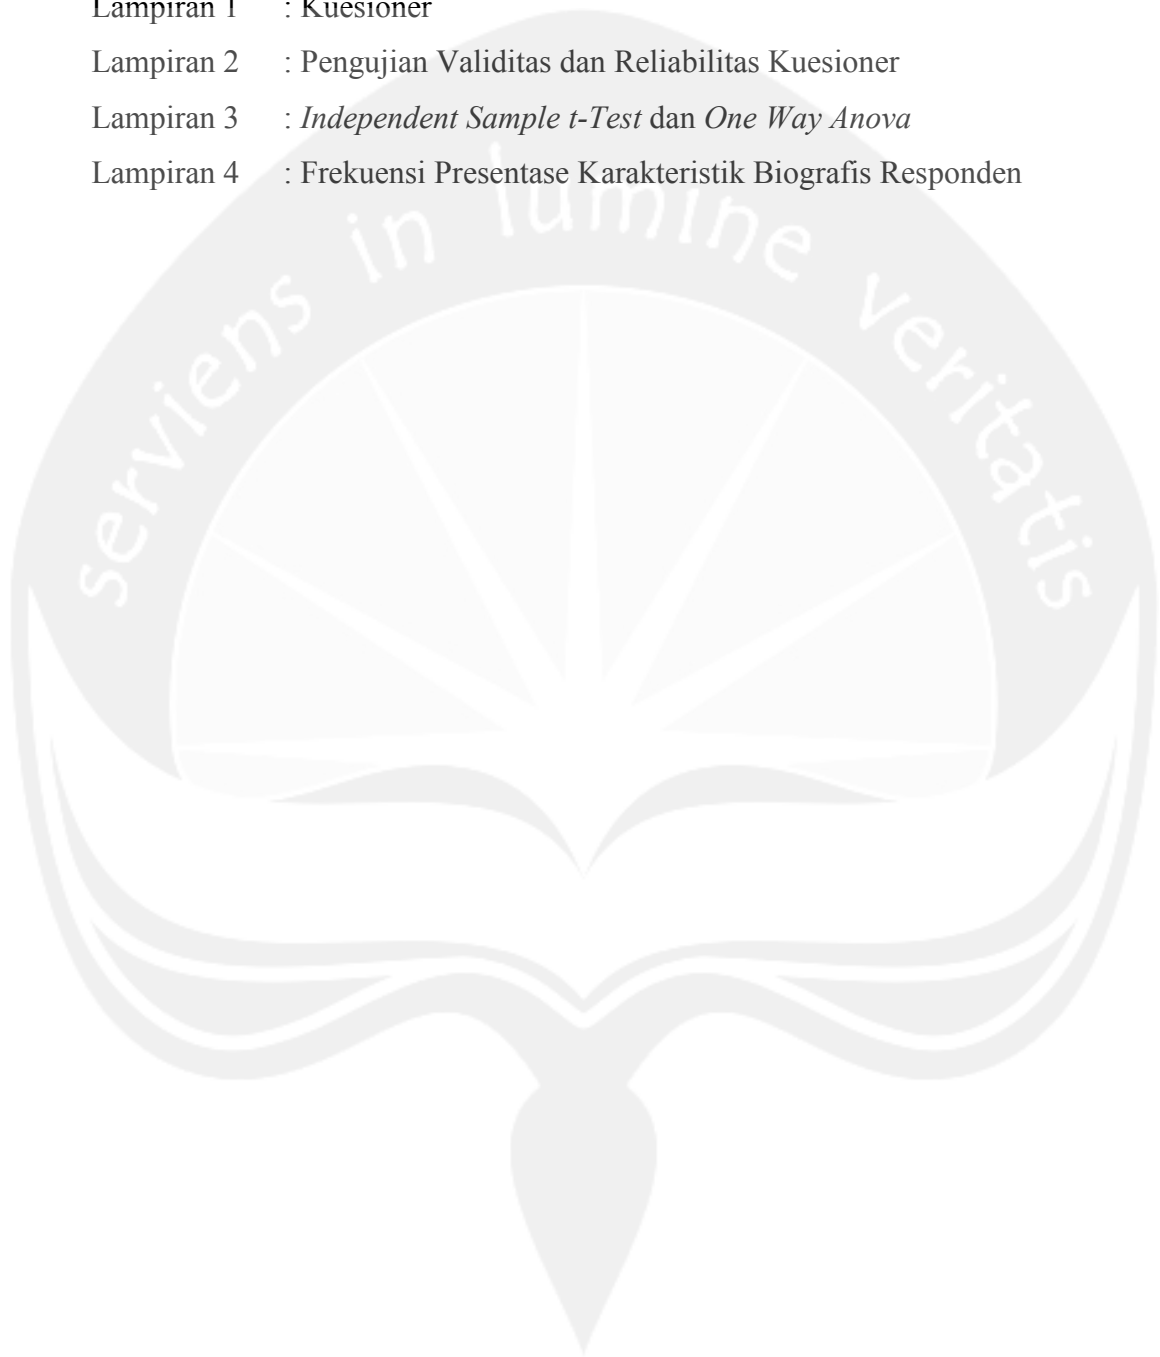 Lampiran 1 : Kuesioner
Lampiran 2 : Pengujian Validitas dan Reliabilitas Kuesioner
Lampiran 3 : Independent Sample t-Test dan One Way Anova
Lampiran 4 : Frekuensi Presentase Karakteristik Biografis Responden
serviens in lumine veritatis